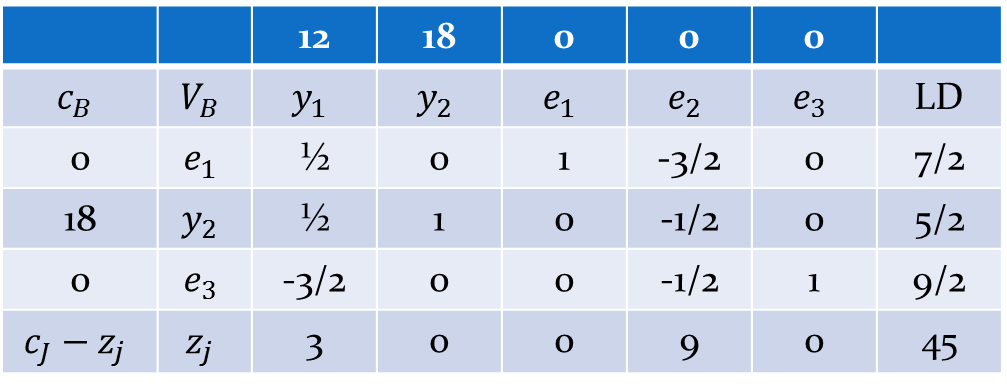 12 18 0 0 0
c_B V_B y_1 y_2 e_1 e_2 e_3 LD
0 e_1 ½ 0 1 -3/2 0 7/2
18 y_2 ½ 1 0 -1/2 0 5/2
0 e_3 -3/2 0 0 -1/2 1 9/2
c_J − z_j z_j 3 0 0 9 0 45